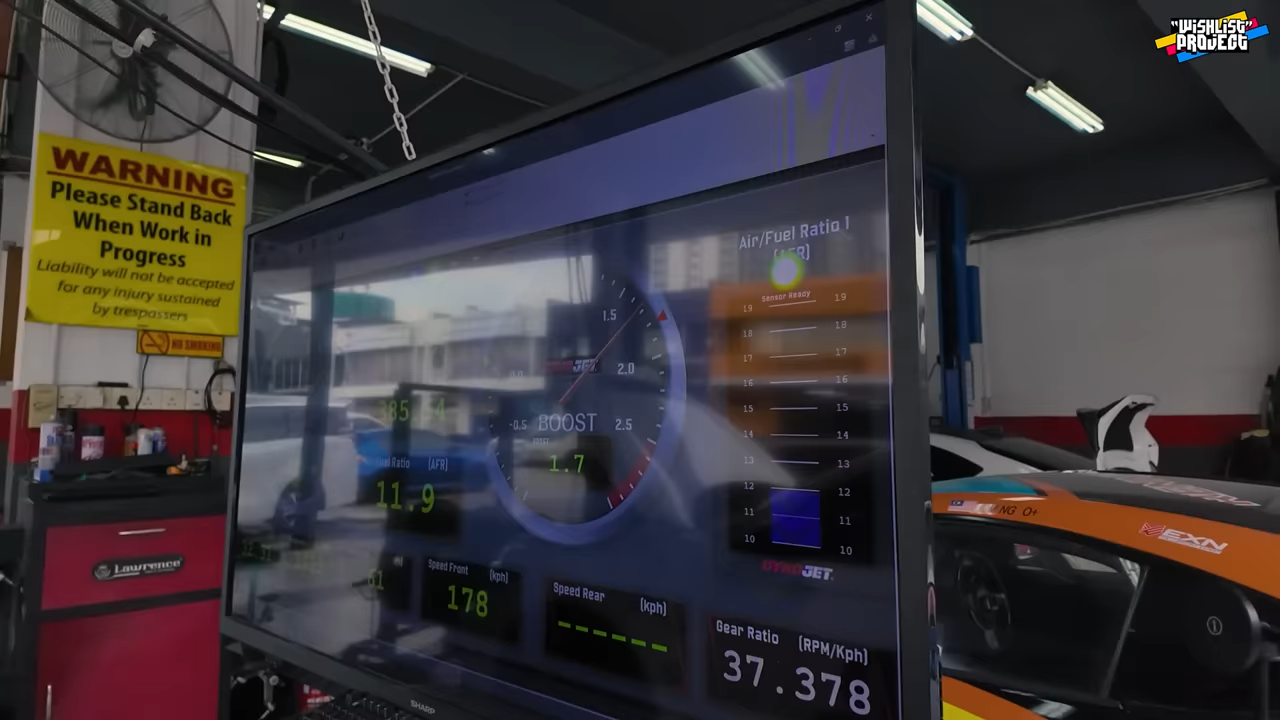 "WISHLIST"
PROJECT
WARNING
Please Stand Back
When Work in
Progress
Liability will not be accepted
for any injury sustained
by trespassers
NO SMOKING
Lawrence
Air/Fuel Ratio 1
(AFR)
Sensor Ready
19 19
18 18
17 17
16 16
15 15
14 14
13 13
12 12
11 11
10 10
DYNOJET
1.5
2.0
2.5
-0.5
BOOST
1.7
Fuel Ratio (AFR)
11.9
Speed Front (kph)
178
Speed Rear (kph)
Gear Ratio (RPM/Kph)
37.378
SHARP
NG O+
EXN